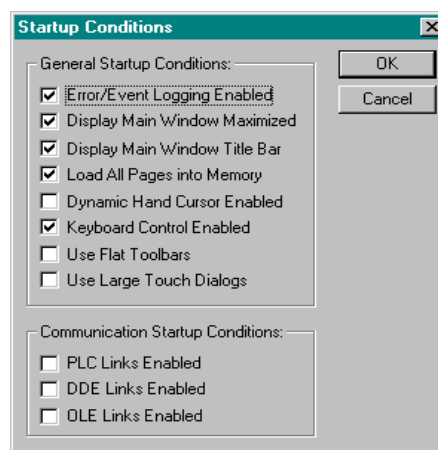 Startup Conditions
General Startup Conditions:
Error/Event Logging Enabled
Display Main Window Maximized
Display Main Window Title Bar
Load All Pages into Memory
Dynamic Hand Cursor Enabled
Keyboard Control Enabled
Use Flat Toolbars
Use Large Touch Dialogs
OK
Cancel
Communication Startup Conditions:
PLC Links Enabled
DDE Links Enabled
OLE Links Enabled